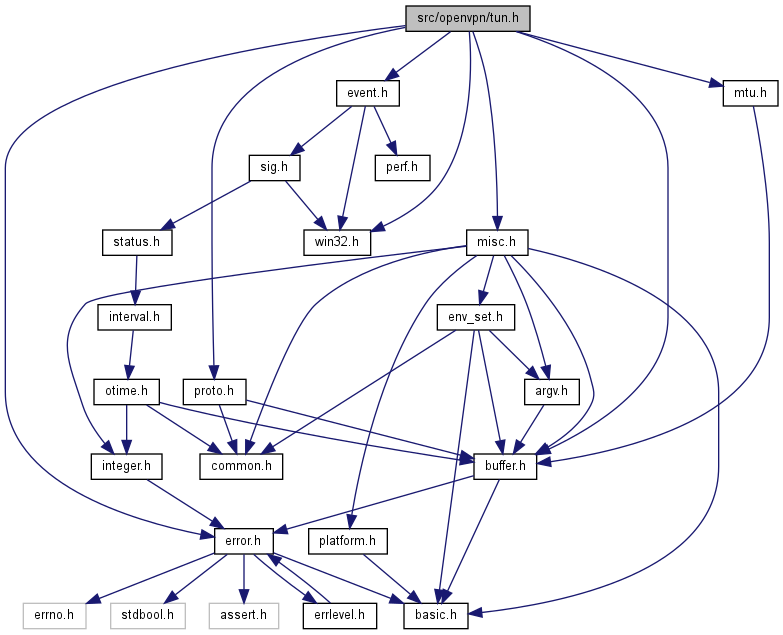 src/openvpn/tun.h
event.h
mtu.h
sig.h
perf.h
status.h
win32.h
misc.h
interval.h
env_set.h
otime.h
proto.h
argv.h
integer.h
common.h
buffer.h
error.h
platform.h
errno.h
stdbool.h
assert.h
errlevel.h
basic.h